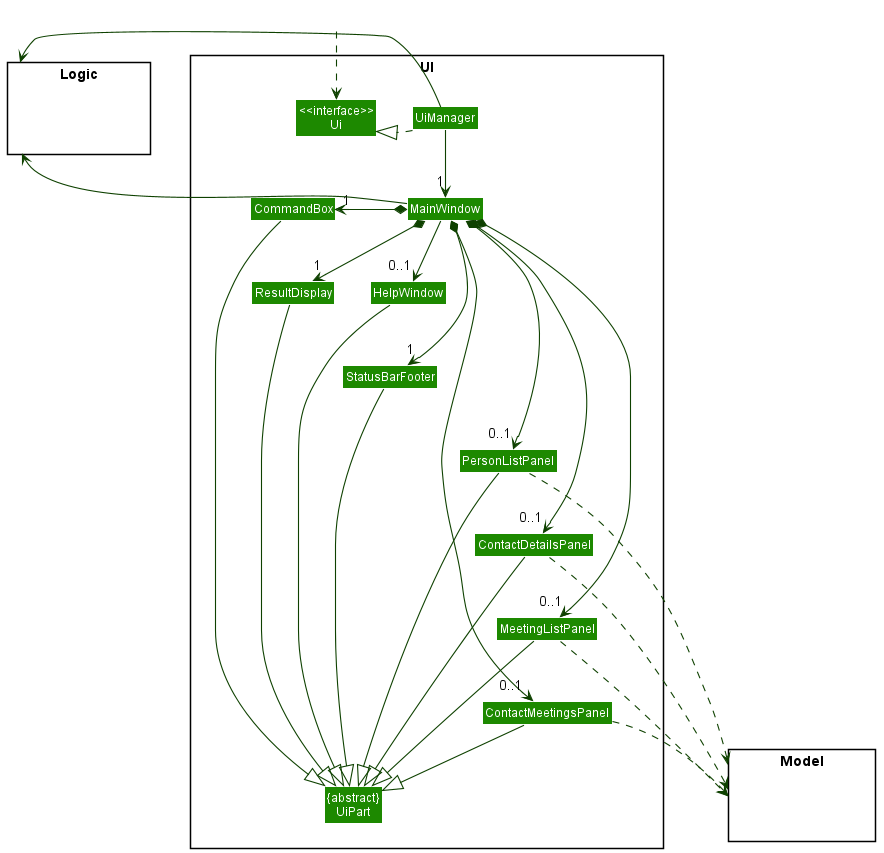 UI
Logic
<<interface>>
Ui
UiManager
1
CommandBox
1
MainWindow
1
0..1
ResultDisplay
HelpWindow
1
StatusBarFooter
0..1
PersonListPanel
0..1
ContactDetailsPanel
0..1
MeetingListPanel
0..1
ContactMeetingsPanel
Model
{abstract}
UiPart